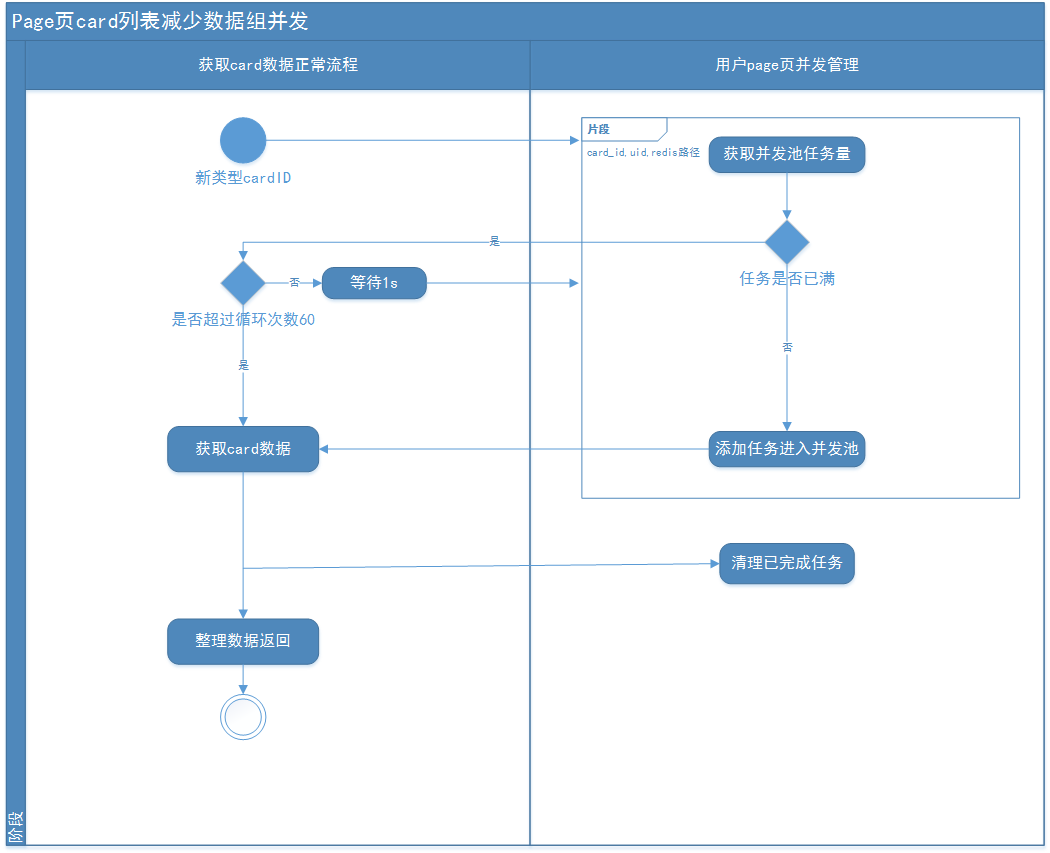 Page页card列表减少数据组并发
获取card数据正常流程
用户page页并发管理
片段
card_id,uid,redis路径
获取并发池任务量
新类型cardID
是
任务是否已满
否
等待1s
是否超过循环次数60
否
是
获取card数据
添加任务进入并发池
清理已完成任务
整理数据返回
阶段